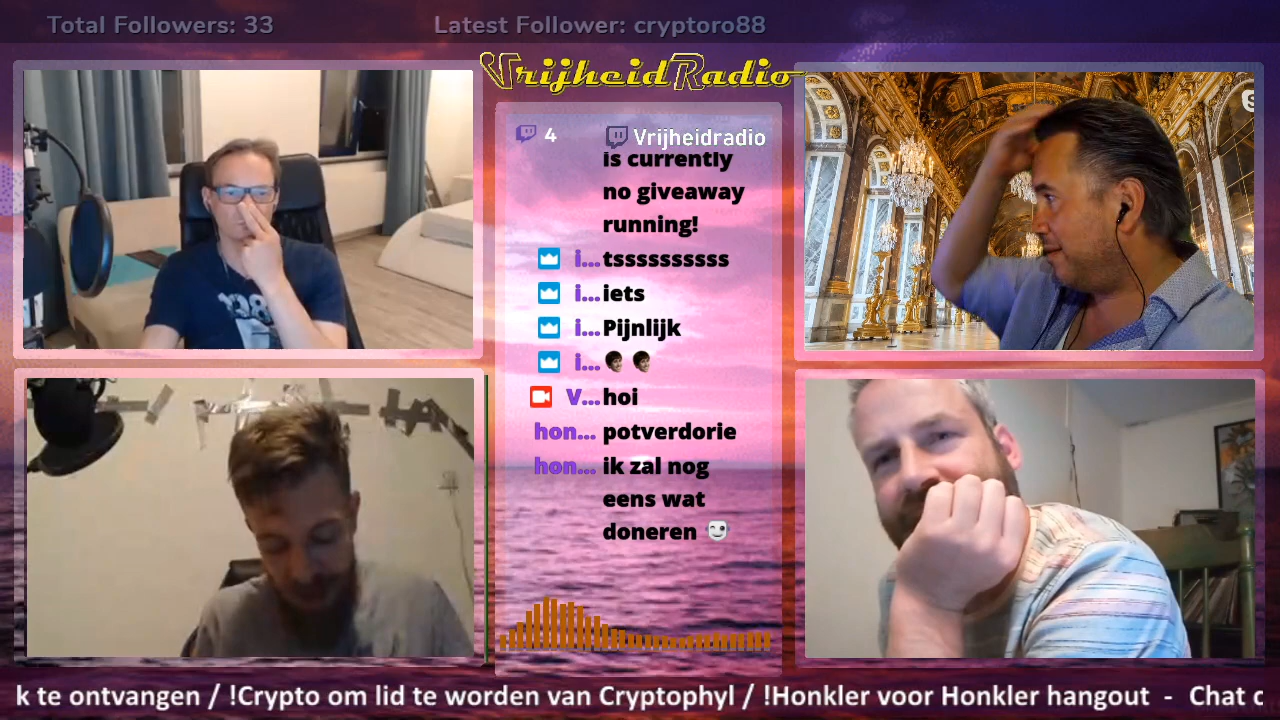 Total Followers: 33
Latest Follower: cryptoro88
VrijheidRadio
4
Vrijheidradio
is currently
no giveaway
running!
i... tssssssssss
i... iets
i... Pijnlijk
i...
V... hoi
hon... potverdorie
hon... ik zal nog
eens wat
doneren
198
S
k te ontvangen / !Crypto om lid te worden van Cryptophyl / !Honkler voor Honkler hangout - Chat c